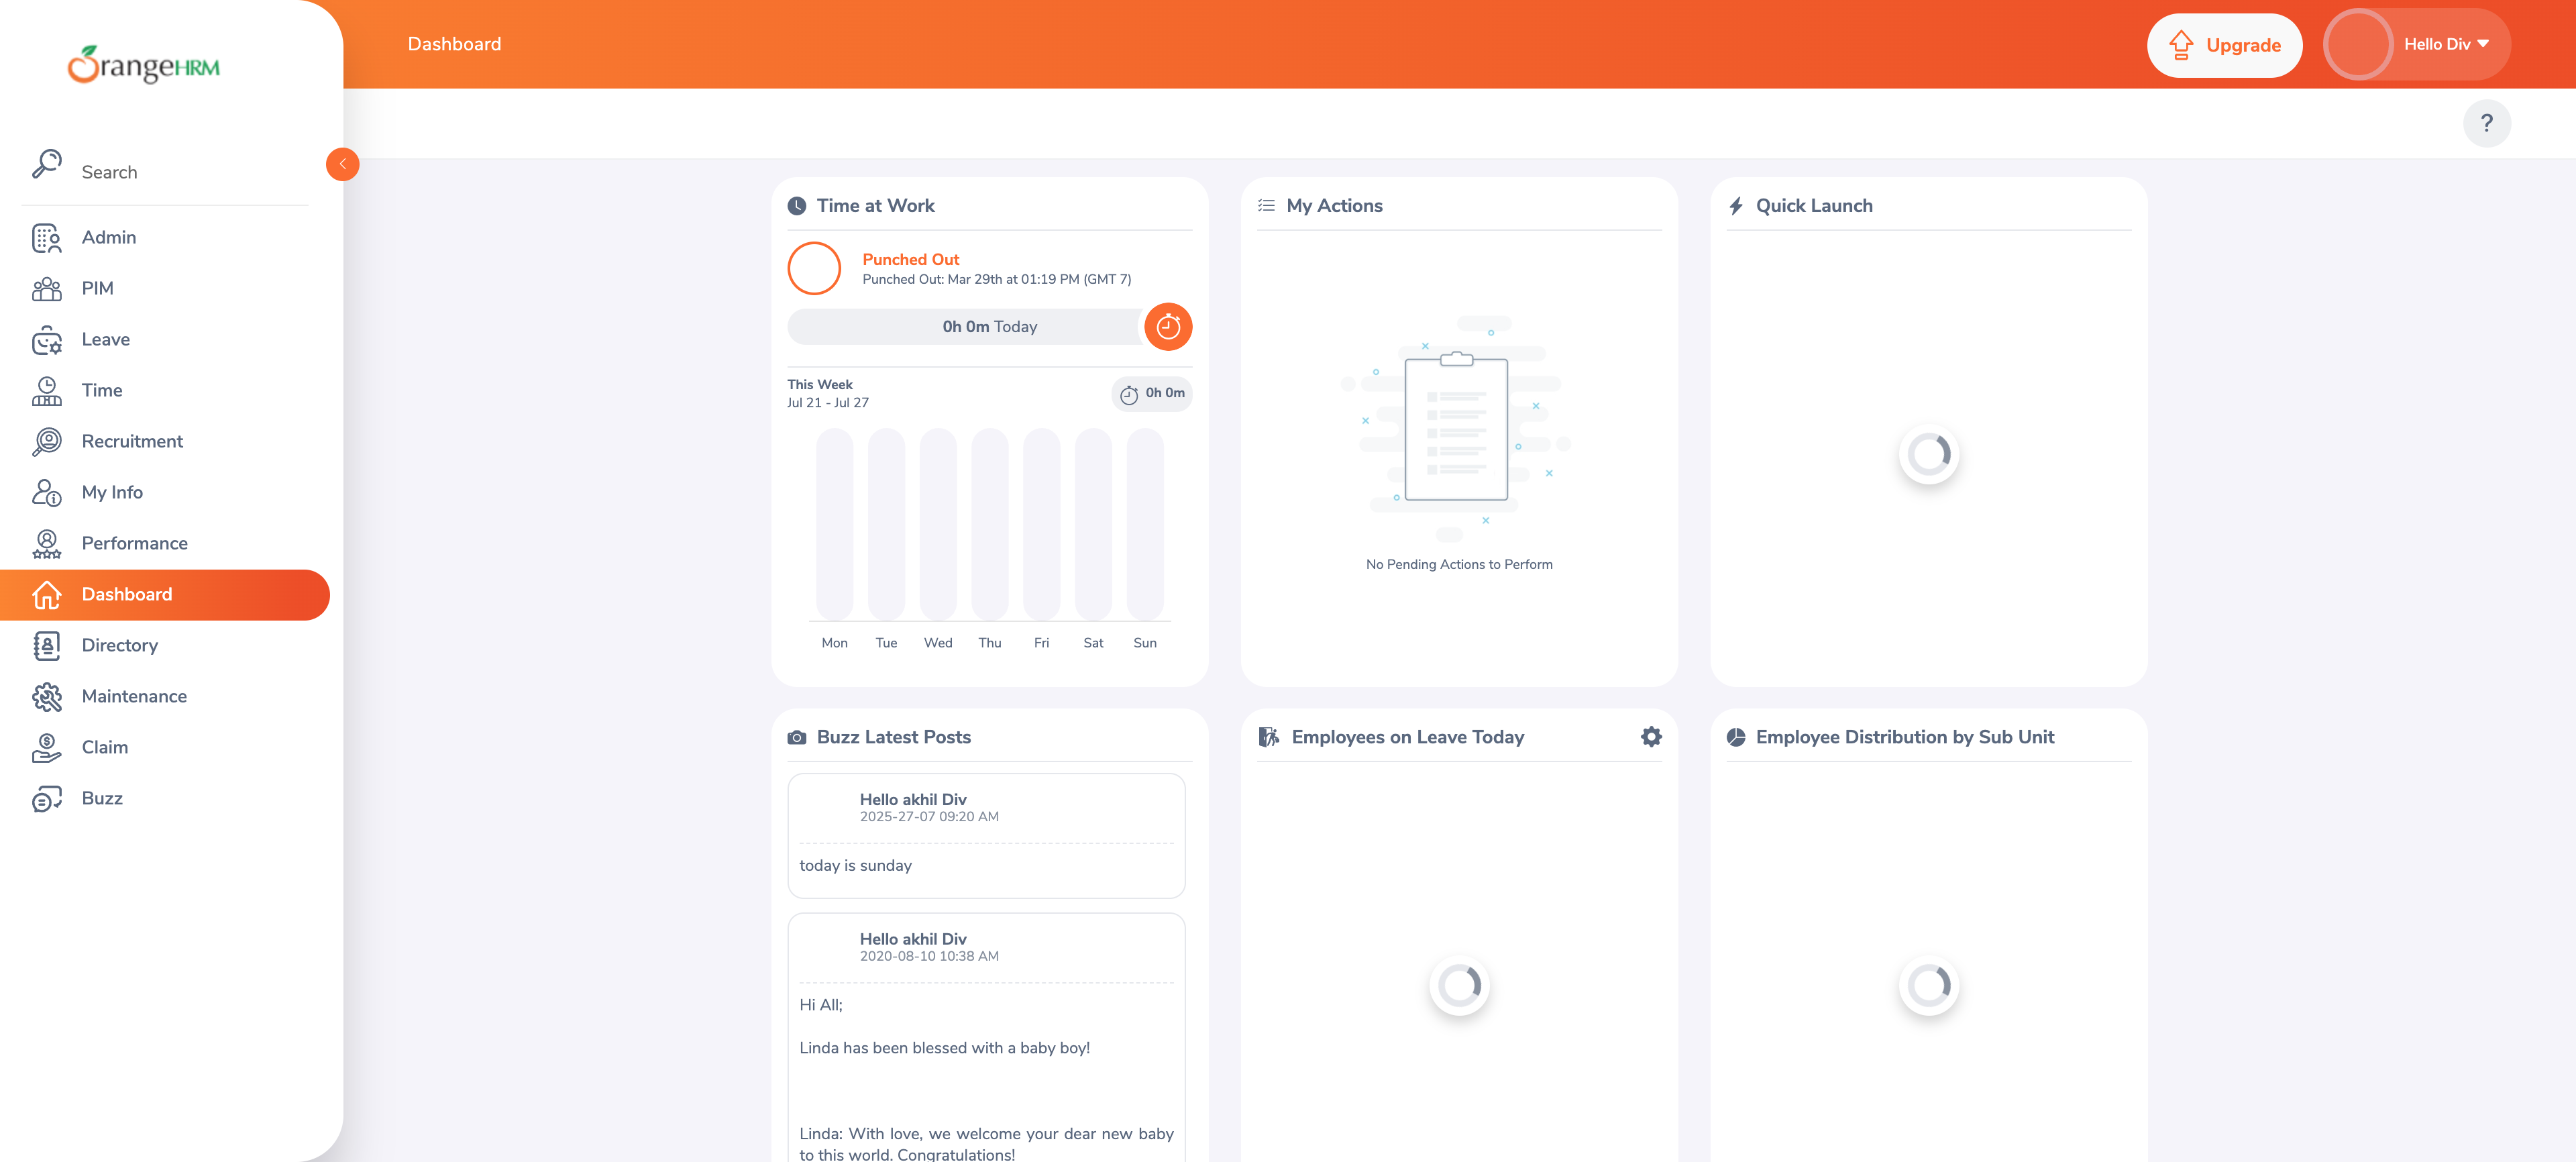 OrangeHRM
Dashboard
Upgrade
Hello Div
?
Search
Admin
PIM
Leave
Time
Recruitment
My Info
Performance
Dashboard
Directory
Maintenance
Claim
Buzz
Time at Work
Punched Out
Punched Out: Mar 29th at 01:19 PM (GMT 7)
0h 0m Today
This Week
Jul 21 - Jul 27
0h 0m
Mon Tue Wed Thu Fri Sat Sun
My Actions
No Pending Actions to Perform
Quick Launch
Buzz Latest Posts
Hello akhil Div
2025-27-07 09:20 AM
today is sunday
Hello akhil Div
2020-08-10 10:38 AM
Hi All;
Linda has been blessed with a baby boy!
Linda: With love, we welcome your dear new baby
to this world. Congratulations!
Employees on Leave Today
Employee Distribution by Sub Unit